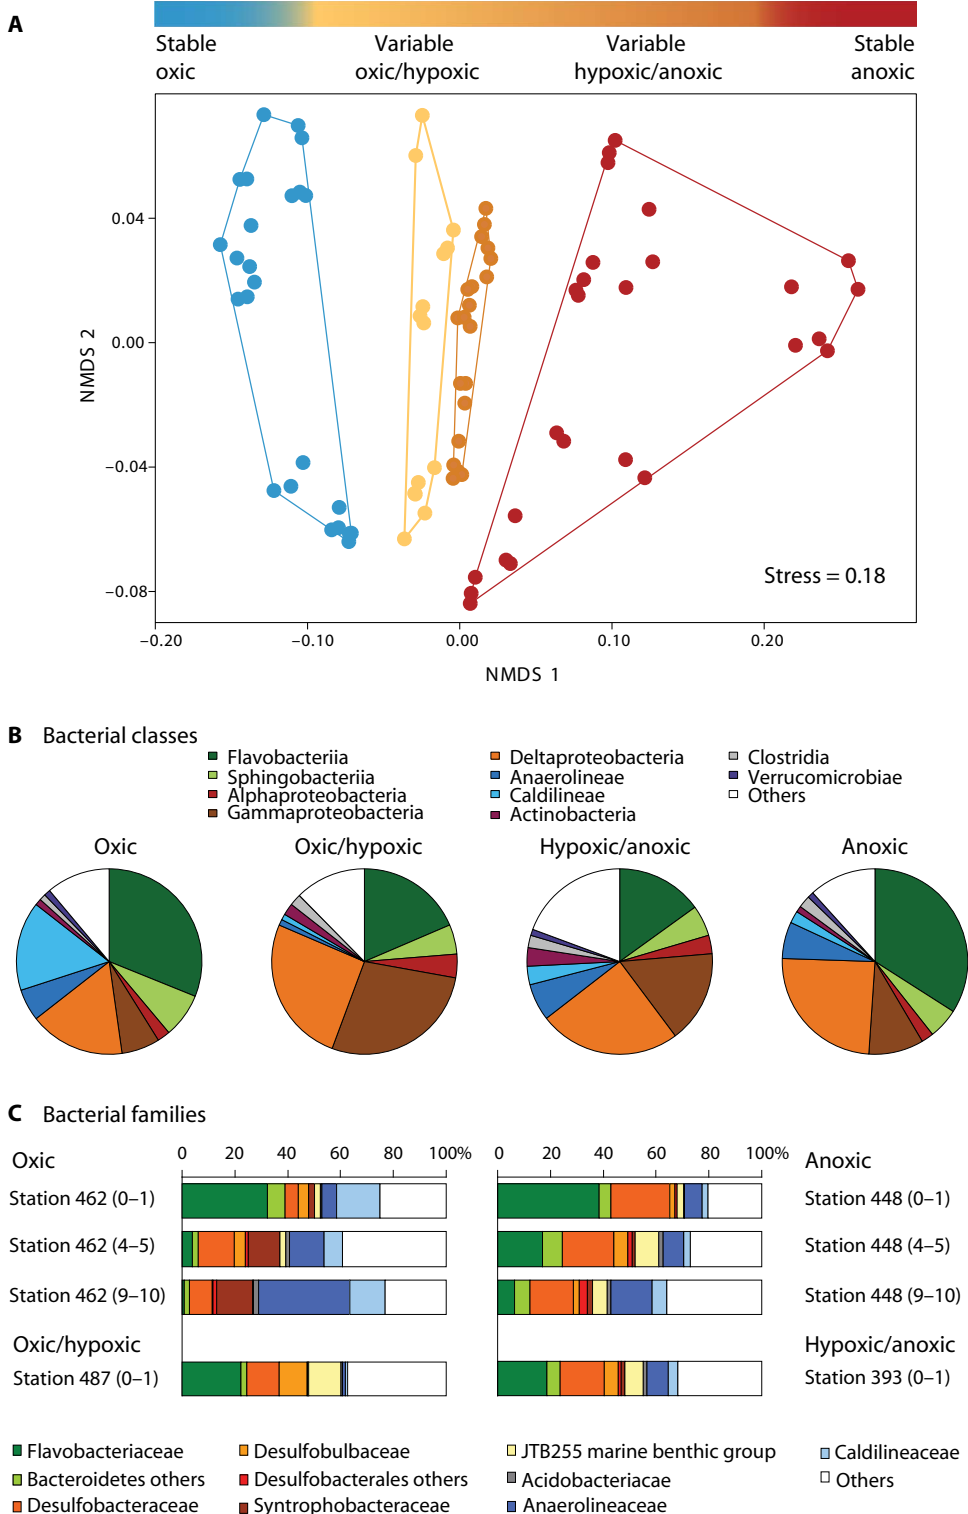 A
Stable oxic
Variable oxic/hypoxic
Variable hypoxic/anoxic
Stable anoxic
NMDS 2
0.04
0.00
−0.04
−0.08
Stress = 0.18
−0.20
−0.10
0.00
0.10
0.20
NMDS 1
B Bacterial classes
Flavobacteriia
Sphingobacteriia
Alphaproteobacteria
Gammaproteobacteria
Deltaproteobacteria
Anaerolineae
Caldilineae
Actinobacteria
Clostridia
Verrucomicrobiae
Others
Oxic
Oxic/hypoxic
Hypoxic/anoxic
Anoxic
C Bacterial families
Oxic
0 20 40 60 80 100%
Station 462 (0–1)
Station 462 (4–5)
Station 462 (9–10)
Oxic/hypoxic
Station 487 (0–1)
0 20 40 60 80 100%
Anoxic
Station 448 (0–1)
Station 448 (4–5)
Station 448 (9–10)
Hypoxic/anoxic
Station 393 (0–1)
Flavobacteriaceae
Bacteroidetes others
Desulfobacteraceae
Desulfobulbaceae
Desulfobacterales others
Syntrophobacteraceae
JTB255 marine benthic group
Acidobacteriacae
Anaerolineaceae
Caldilineaceae
Others